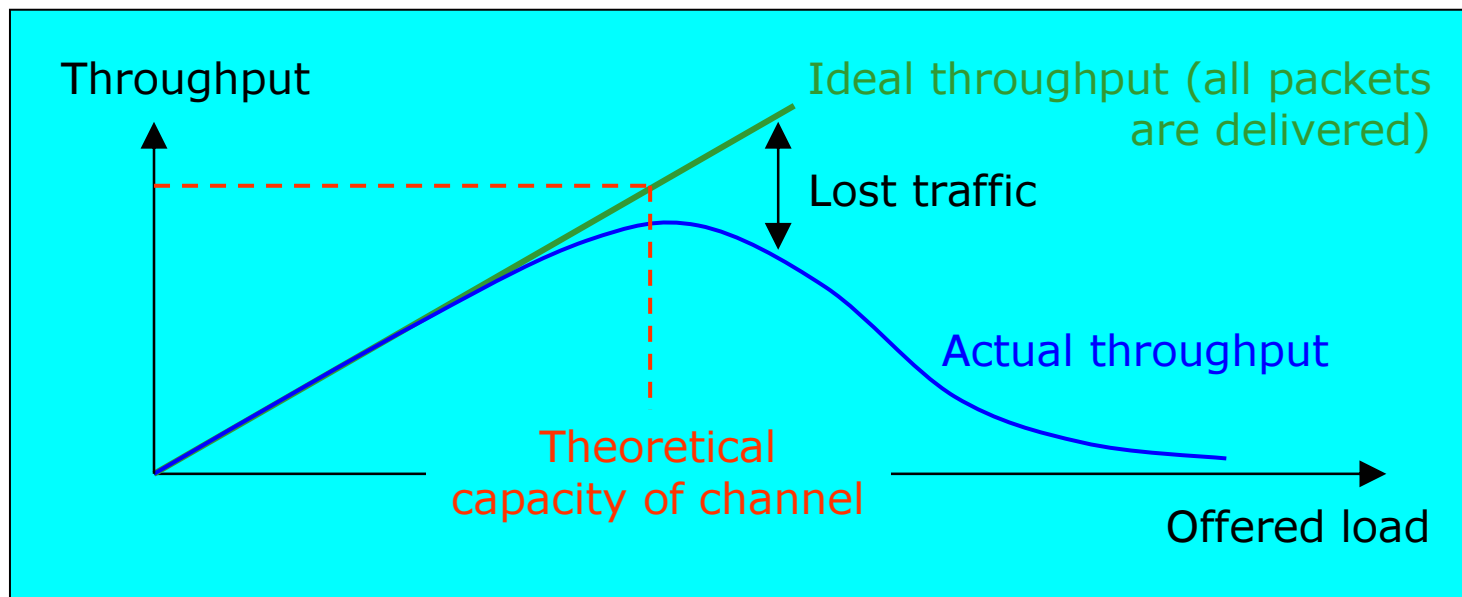 Throughput
Ideal throughput (all packets
are delivered)
Lost traffic
Actual throughput
Theoretical
capacity of channel
Offered load